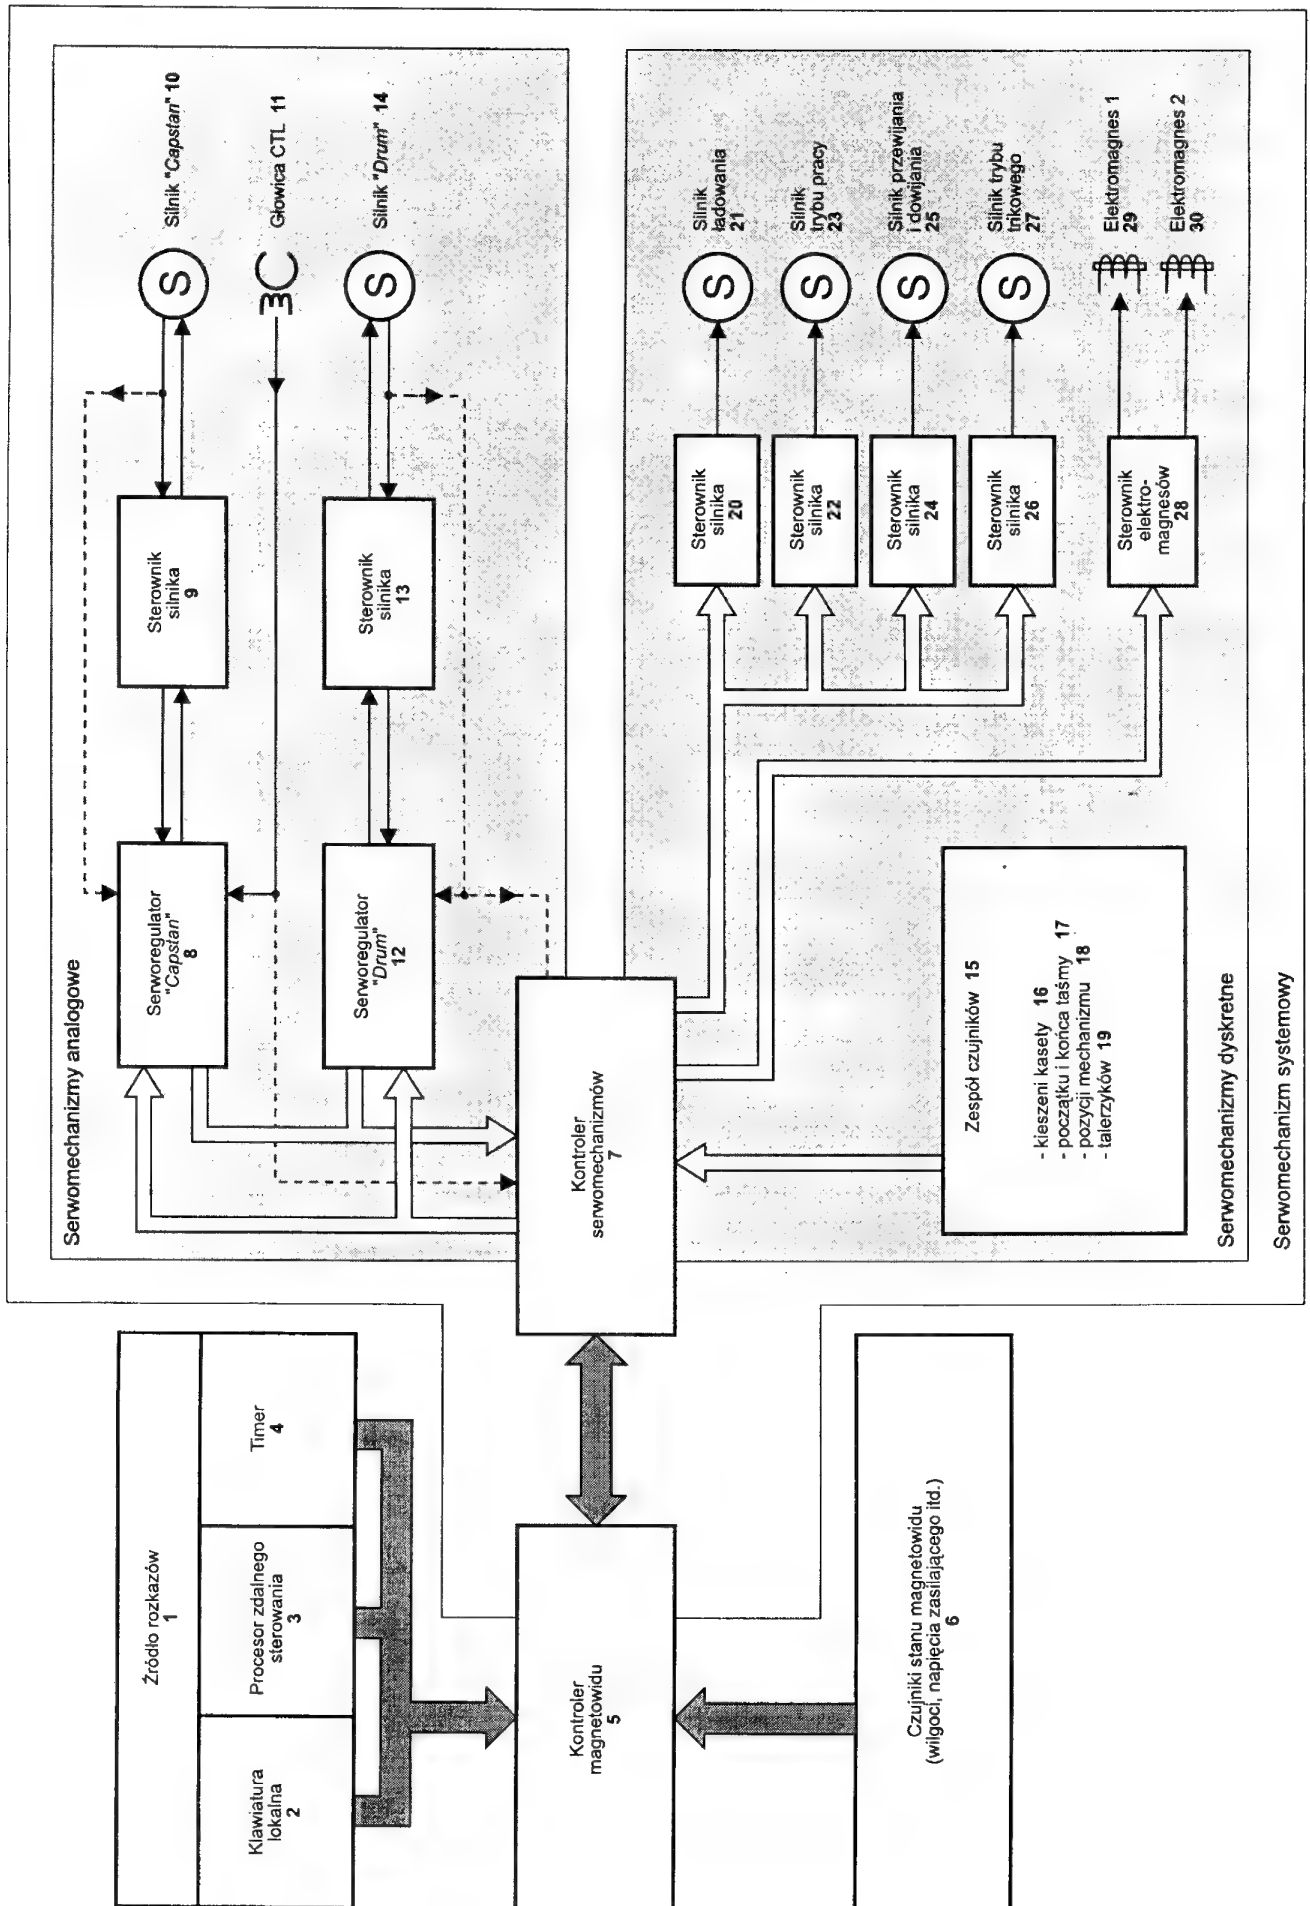 Źródło rozkazów
1
Klawiatura
lokalna
2
Procesor zdalnego
sterowania
3
Timer
4
Kontroler
magnetowidu
5
Czujniki stanu magnetowidu
(wilgoci, napięcia zasilającego itd.)
6
Serwomechanizmy analogowe
Serworegulator
"Capstan"
8
Sterownik
silnika
9
S
Silnik "Capstan" 10
Głowica CTL 11
Serworegulator
"Drum"
12
Sterownik
silnika
13
S
Silnik "Drum" 14
Kontroler
serwomechanizmów
7
Sterownik
silnika
20
S
Silnik
ładowania
21
Sterownik
silnika
22
S
Silnik
trybu pracy
23
Sterownik
silnika
24
S
Silnik przewijania
i dowijania
25
Sterownik
silnika
26
S
Silnik trybu
trikowego
27
Sterownik
elektro-
magnesów
28
Elektromagnes 1
29
Elektromagnes 2
30
Zespół czujników 15
- kieszeni kasety 16
- początku i końca taśmy 17
- pozycji mechanizmu 18
- talerzyków 19
Serwomechanizmy dyskretne
Serwomechanizm systemowy